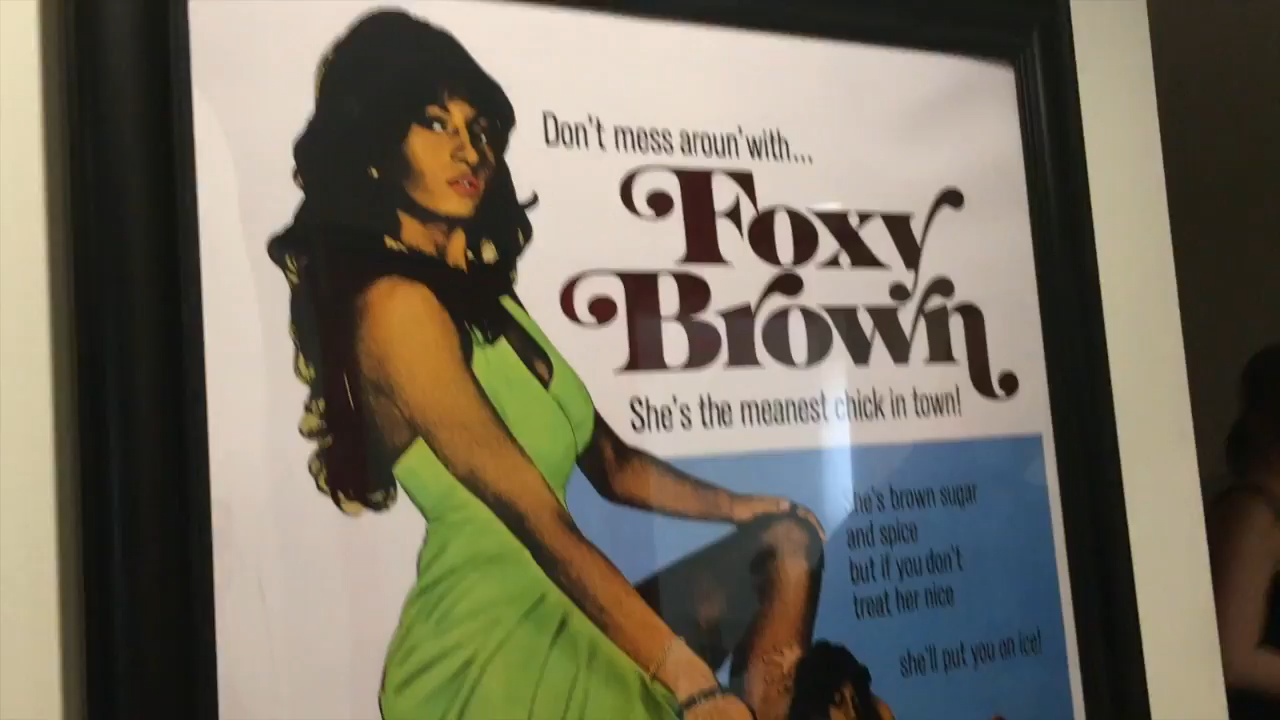 Don't mess aroun' with...
Foxy
Brown
She's the meanest chick in town!
She's brown sugar
and spice
but if you don't
treat her nice
she'll put you on ice!